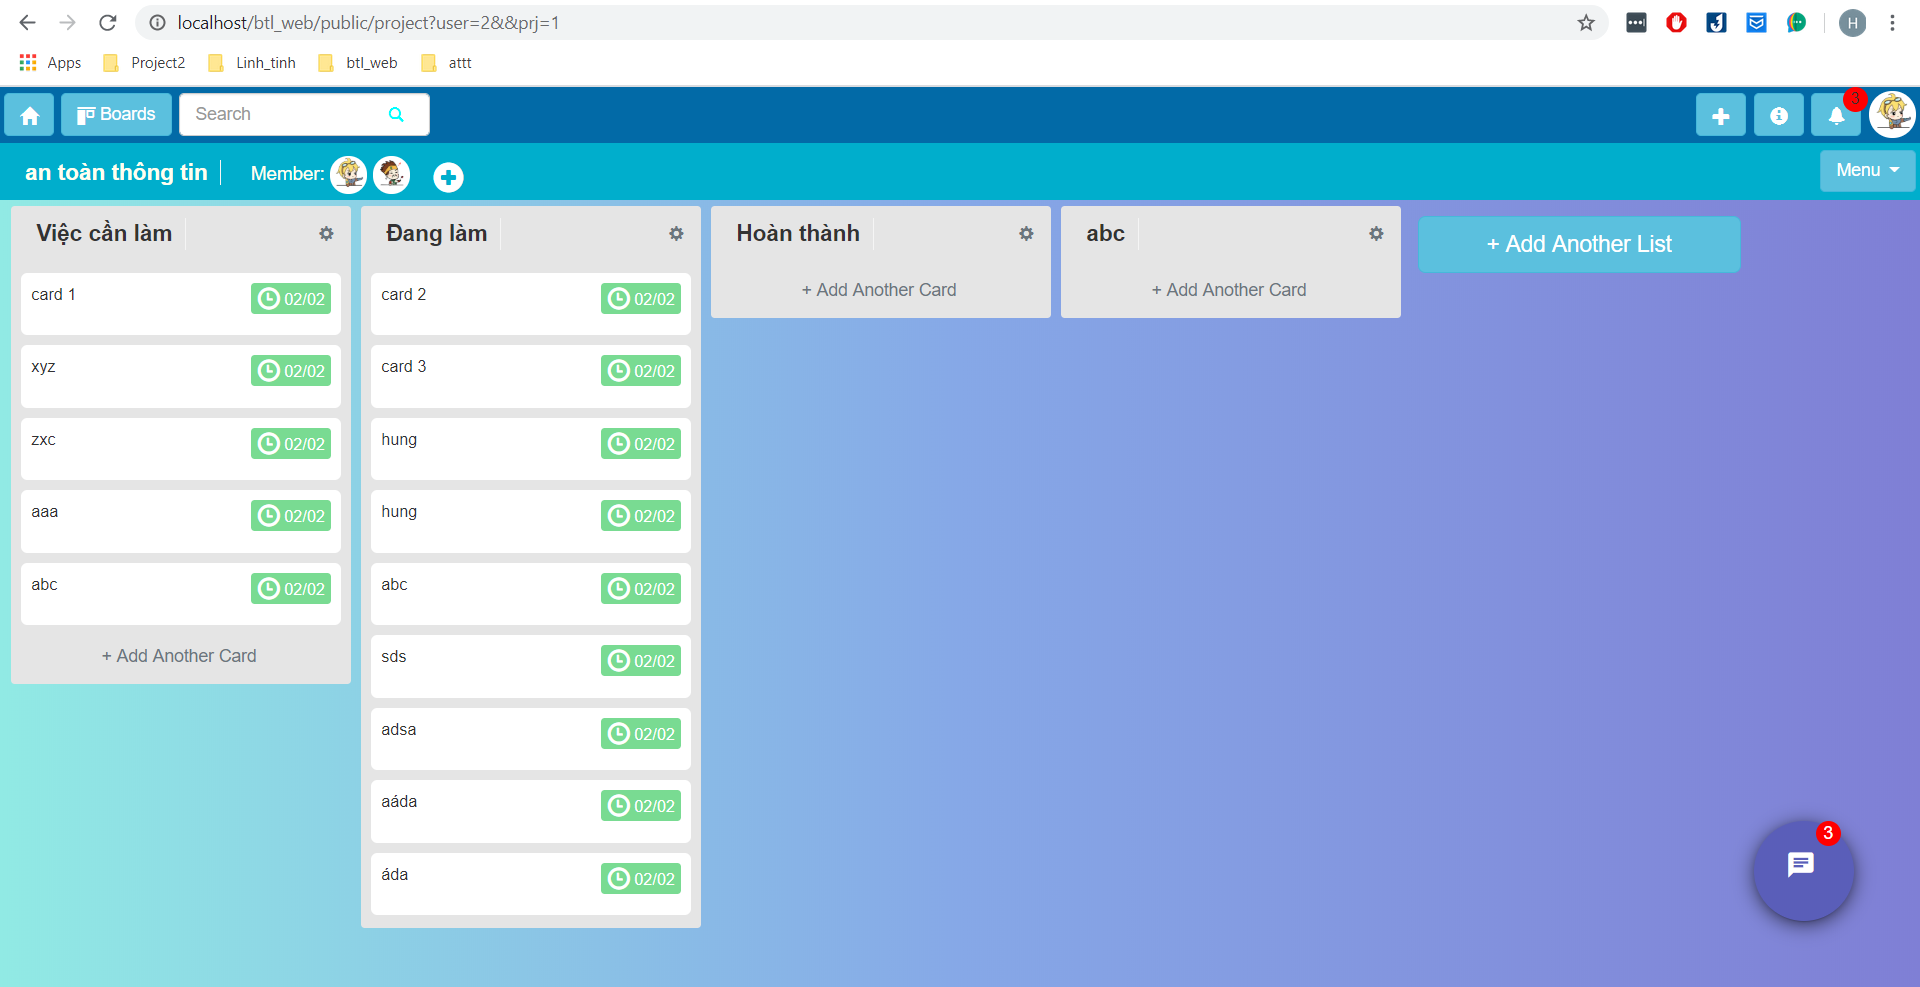 localhost/btl_web/public/project?user=2&&prj=1
H
Apps Project2 Linh_tinh btl_web attt
Boards Search 3
an toàn thông tin Member: Menu
Việc cần làm
card 1 02/02
xyz 02/02
zxc 02/02
aaa 02/02
abc 02/02
+ Add Another Card
Đang làm
card 2 02/02
card 3 02/02
hung 02/02
hung 02/02
abc 02/02
sds 02/02
adsa 02/02
aáda 02/02
áda 02/02
Hoàn thành
+ Add Another Card
abc
+ Add Another Card
+ Add Another List
3